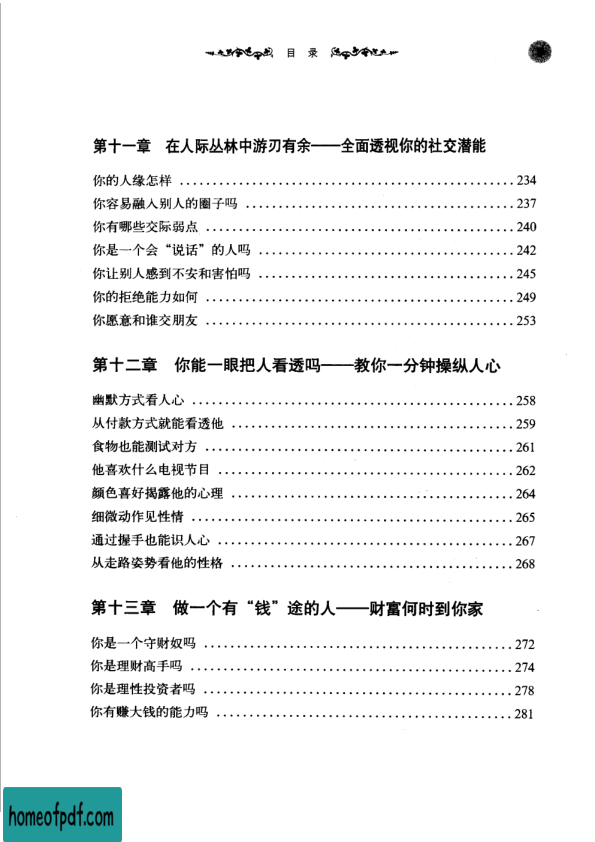 目 录
第十一章 在人际丛林中游刃有余——全面透视你的社交潜能
你的人缘怎样 ................................................... 234
你容易融入别人的圈子吗 ......................................... 237
你有哪些交际弱点 ............................................... 240
你是一个会“说话”的人吗 ....................................... 242
你让别人感到不安和害怕吗 ....................................... 245
你的拒绝能力如何 ............................................... 249
你愿意和谁交朋友 ............................................... 253
第十二章 你能一眼把人看透吗——教你一分钟操纵人心
幽默方式看人心 ................................................. 258
从付款方式就能看透他 ........................................... 259
食物也能测试对方 ............................................... 261
他喜欢什么电视节目 ............................................. 262
颜色喜好揭露他的心理 ........................................... 264
细微动作见性情 ................................................. 265
通过握手也能识人心 ............................................. 267
从走路姿势看他的性格 ........................................... 268
第十三章 做一个有“钱”途的人——财富何时到你家
你是一个守财奴吗 ............................................... 272
你是理财高手吗 ................................................. 274
你是理性投资者吗 ............................................... 278
你有赚大钱的能力吗 ............................................. 281
homeofpdf.com